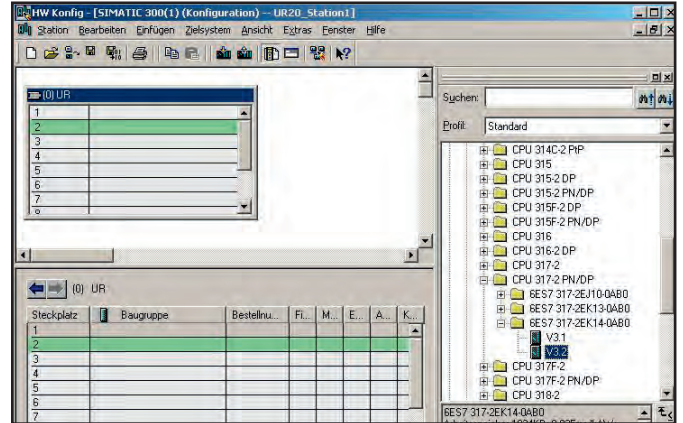 HW Konfig - [SIMATIC 300(1) (Konfiguration) -- UR20_Station1]
Station Bearbeiten Einfügen Zielsystem Ansicht Extras Fenster Hilfe
(0) UR
1
2
3
4
5
6
7
8
Suchen:
Profil: Standard
CPU 314C-2 PtP
CPU 315
CPU 315-2 DP
CPU 315-2 PN/DP
CPU 315F-2 DP
CPU 315F-2 PN/DP
CPU 316
CPU 316-2 DP
CPU 317-2
CPU 317-2 PN/DP
6ES7 317-2EJ10-0AB0
6ES7 317-2EK13-0AB0
6ES7 317-2EK14-0AB0
V3.1
V3.2
CPU 317F-2
CPU 317F-2 PN/DP
CPU 318-2
(0) UR
Steckplatz Baugruppe Bestellnu... Fi... M... E... A... K...
1
2
3
4
5
6
7
6ES7 317-2EK14-0AB0